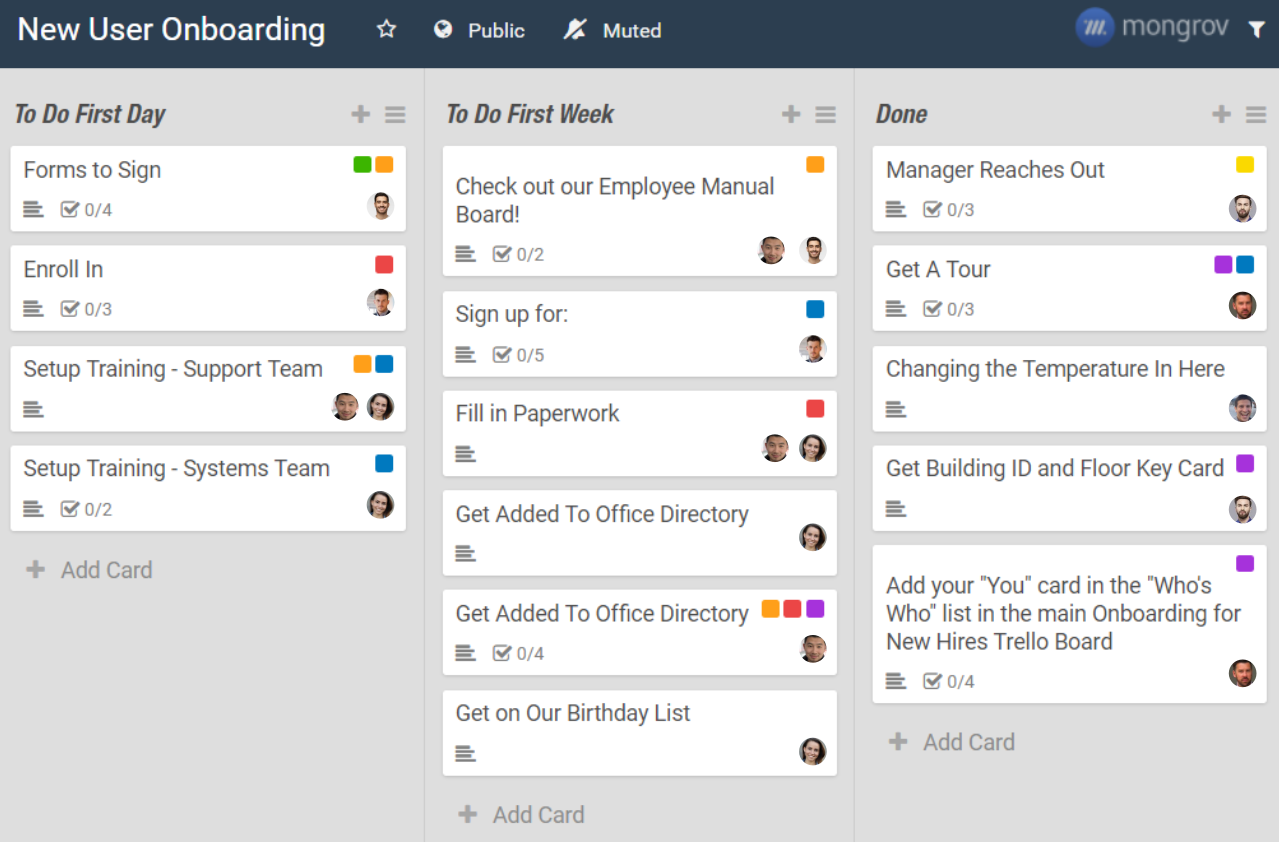 New User Onboarding
Public
Muted
mongrov
To Do First Day
Forms to Sign
0/4
Enroll In
0/3
Setup Training - Support Team
Setup Training - Systems Team
0/2
Add Card
To Do First Week
Check out our Employee Manual
Board!
0/2
Sign up for:
0/5
Fill in Paperwork
Get Added To Office Directory
Get Added To Office Directory
0/4
Get on Our Birthday List
Add Card
Done
Manager Reaches Out
0/3
Get A Tour
0/3
Changing the Temperature In Here
Get Building ID and Floor Key Card
Add your "You" card in the "Who's
Who" list in the main Onboarding for
New Hires Trello Board
0/4
Add Card